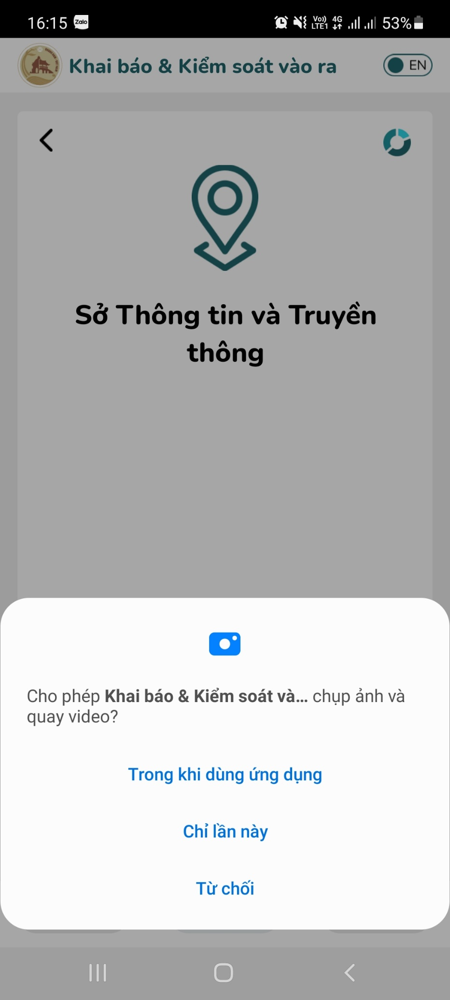 16:15 Zalo Vo)) LTE1 4G 53%
Khai báo & Kiểm soát vào ra EN
Sở Thông tin và Truyền
thông
Cho phép Khai báo & Kiểm soát và... chụp ảnh và
quay video?
Trong khi dùng ứng dụng
Chỉ lần này
Từ chối